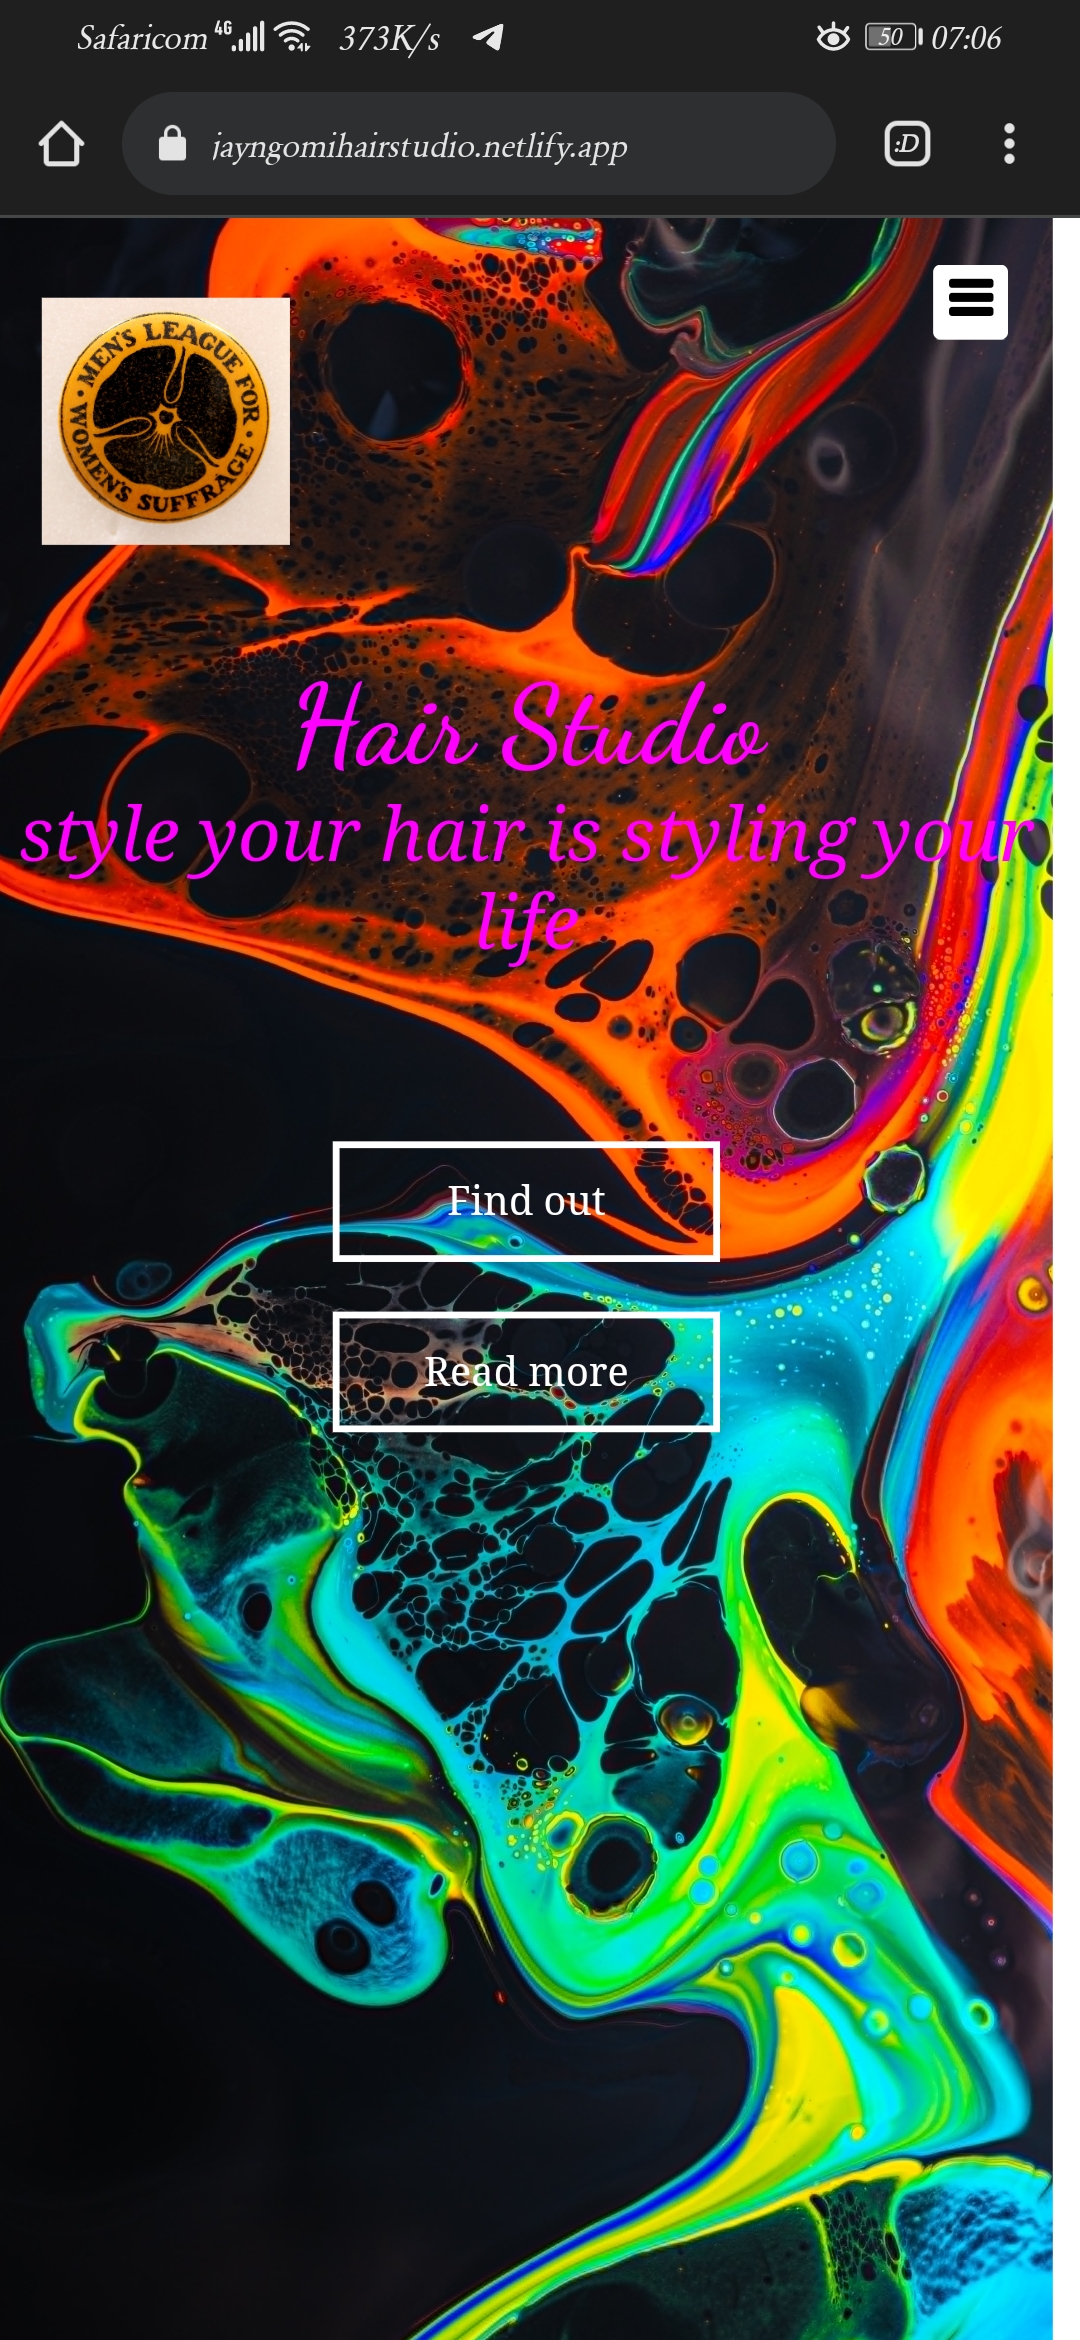 Safaricom 4G 373K/s 50 07:06
jayngomihairstudio.netlify.app :D
MEN'S LEAGUE FOR
WOMEN'S SUFFRAGE
Hair Studio
style your hair is styling your
life
Find out
Read more